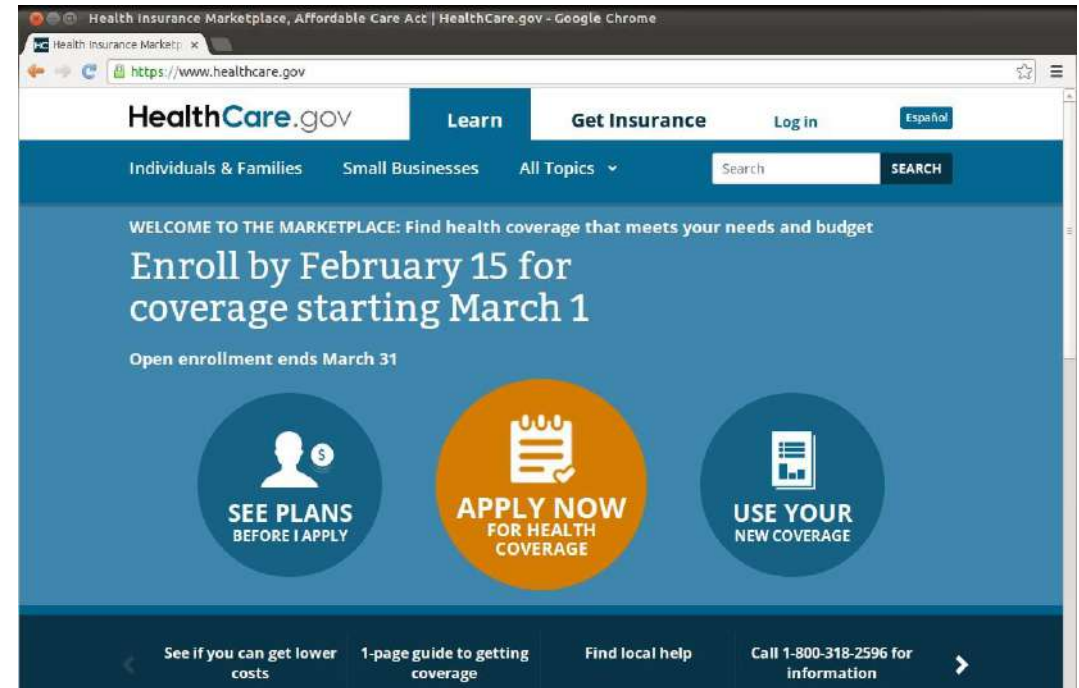 Health Insurance Marketplace, Affordable Care Act | HealthCare.gov - Google Chrome
HC Health Insurance Marketp x
https://www.healthcare.gov
HealthCare.gov Learn Get Insurance Log in Español
Individuals & Families Small Businesses All Topics Search SEARCH
WELCOME TO THE MARKETPLACE: Find health coverage that meets your needs and budget
Enroll by February 15 for
coverage starting March 1
Open enrollment ends March 31
$
SEE PLANS
BEFORE I APPLY
APPLY NOW
FOR HEALTH
COVERAGE
USE YOUR
NEW COVERAGE
See if you can get lower
costs
1-page guide to getting
coverage
Find local help
Call 1-800-318-2596 for
information